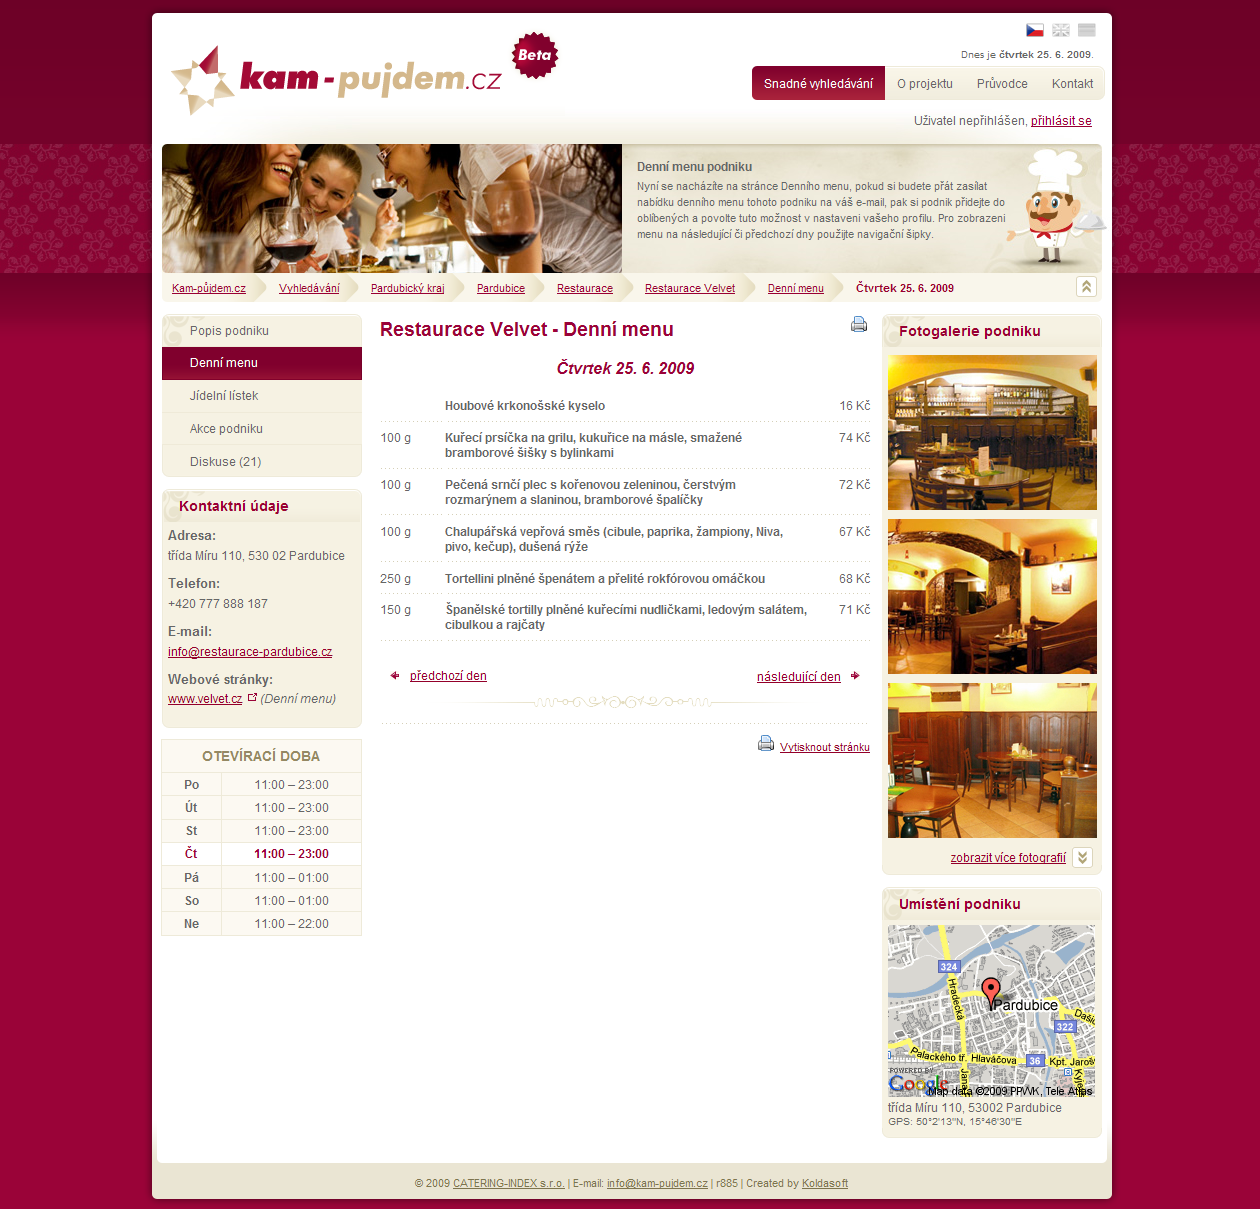 kam-pujdem.cz
Beta
Dnes je čtvrtek 25. 6. 2009.
Snadné vyhledávání
O projektu
Průvodce
Kontakt
Uživatel nepřihlášen, přihlásit se
Denní menu podniku
Nyní se nacházíte na stránce Denního menu, pokud si budete přát zasílat
nabídku denního menu tohoto podniku na váš e-mail, pak si podnik přidejte do
oblíbených a povolte tuto možnost v nastavení vašeho profilu. Pro zobrazení
menu na následující či předchozí dny použijte navigační šipky.
Kam-půjdem.cz
Vyhledávání
Pardubický kraj
Pardubice
Restaurace
Restaurace Velvet
Denní menu
Čtvrtek 25. 6. 2009
Popis podniku
Denní menu
Jídelní lístek
Akce podniku
Diskuse (21)
Kontaktní údaje
Adresa:
třída Míru 110, 530 02 Pardubice
Telefon:
+420 777 888 187
E-mail:
info@restaurace-pardubice.cz
Webové stránky:
www.velvet.cz (Denní menu)
OTEVÍRACÍ DOBA
Po 11:00 – 23:00
Út 11:00 – 23:00
St 11:00 – 23:00
Čt 11:00 – 23:00
Pá 11:00 – 01:00
So 11:00 – 01:00
Ne 11:00 – 22:00
Restaurace Velvet - Denní menu
Čtvrtek 25. 6. 2009
Houbové krkonošské kyselo 16 Kč
100 g Kuřecí prsíčka na grilu, kukuřice na másle, smažené 74 Kč
bramborové šišky s bylinkami
100 g Pečená srnčí plec s kořenovou zeleninou, čerstvým 72 Kč
rozmarýnem a slaninou, bramborové špalíčky
100 g Chalupářská vepřová směs (cibule, paprika, žampiony, Niva, 67 Kč
pivo, kečup), dušená rýže
250 g Tortellini plněné špenátem a přelité rokfórovou omáčkou 68 Kč
150 g Španělské tortilly plněné kuřecími nudličkami, ledovým salátem, 71 Kč
cibulkou a rajčaty
předchozí den
následující den
Vytisknout stránku
Fotogalerie podniku
zobrazit více fotografií
Umístění podniku
324
Hradecká
Pardubice
Dašic
322
Palackého tř. Hlaváčova
36
Kpt. Jaroš
POWERED BY
Google
Map data ©2009 PPWK, Tele Atlas
třída Míru 110, 53002 Pardubice
GPS: 50°2'13"N, 15°46'30"E
© 2009 CATERING-INDEX s.r.o. | E-mail: info@kam-pujdem.cz | r885 | Created by Koldasoft